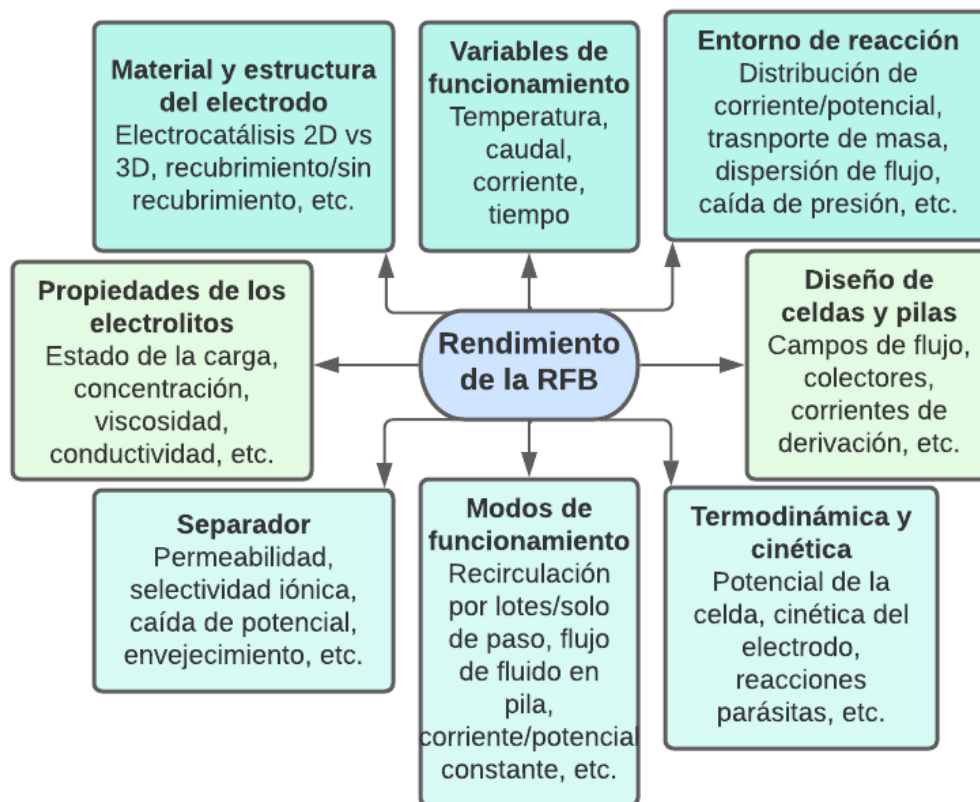 Material y estructura
del electrodo
Electrocatálisis 2D vs
3D, recubrimiento/sin
recubrimiento, etc.
Variables de
funcionamiento
Temperatura,
caudal,
corriente,
tiempo
Entorno de reacción
Distribución de
corriente/potencial,
trasnporte de masa,
dispersión de flujo,
caída de presión, etc.
Propiedades de los
electrolitos
Estado de la carga,
concentración,
viscosidad,
conductividad, etc.
Rendimiento
de la RFB
Diseño de
celdas y pilas
Campos de flujo,
colectores,
corrientes de
derivación, etc.
Separador
Permeabilidad,
selectividad iónica,
caída de potencial,
envejecimiento, etc.
Modos de
funcionamiento
Recirculación
por lotes/solo
de paso, flujo
de fluido en
pila,
corriente/potencial
constante, etc.
Termodinámica y
cinética
Potencial de la
celda, cinética del
electrodo,
reacciones
parásitas, etc.